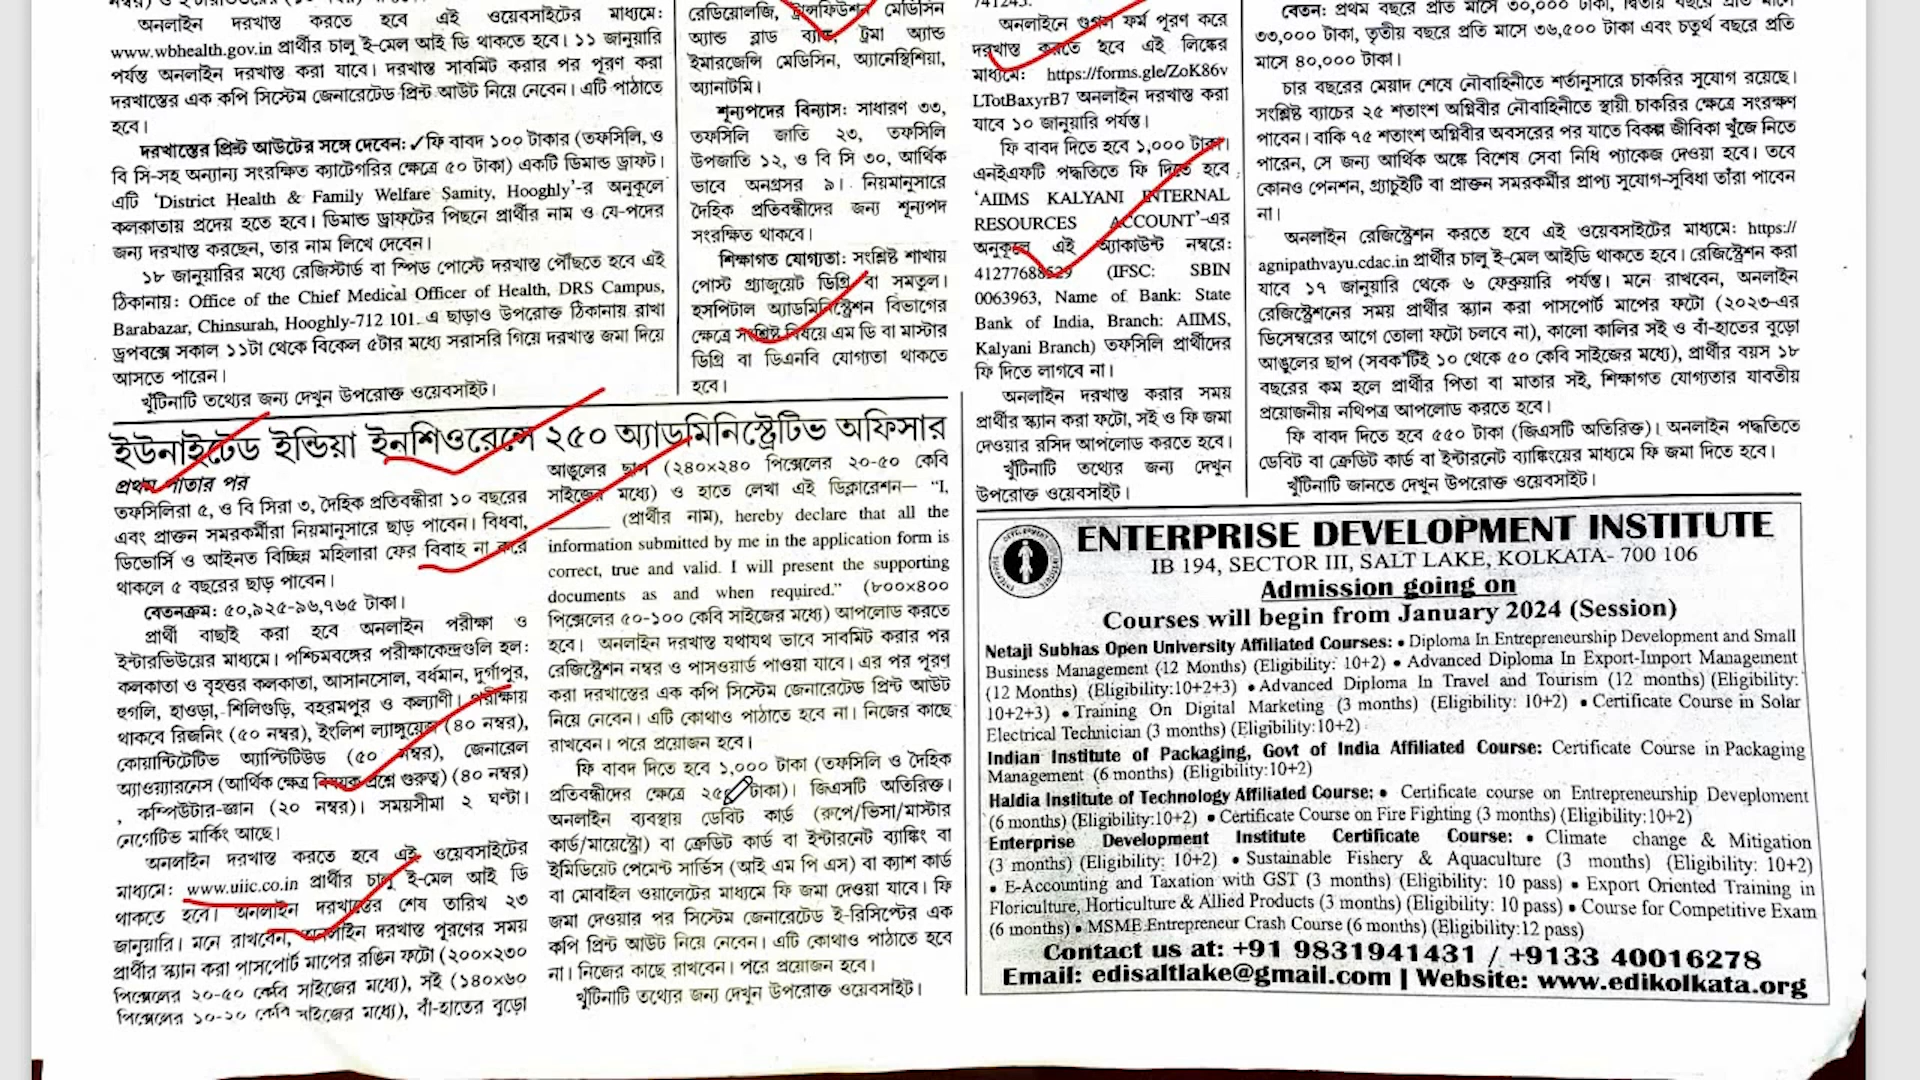 অনলাইন দরখাস্ত করতে হবে এই ওয়েবসাইটের মাধ্যমে:
www.wbhealth.gov.in প্রার্থীর চালু ই-মেল আই ডি থাকতে হবে। ১১ জানুয়ারি
পর্যন্ত অনলাইন দরখাস্ত করা যাবে। দরখাস্ত সাবমিট করার পর পূরণ করা
দরখাস্তের এক কপি সিস্টেম জেনারেটেড প্রিন্ট আউট নিয়ে নেবেন। এটি পাঠাতে
হবে।
দরখাস্তের প্রিন্ট আউটের সঙ্গে দেবেন: ✓ফি বাবদ ১০০ টাকার (তফসিলি, ও
বি সি-সহ অন্যান্য সংরক্ষিত ক্যাটেগরির ক্ষেত্রে ৫০ টাকা) একটি ডিমান্ড ড্রাফট।
এটি 'District Health & Family Welfare Samity, Hooghly'-র অনুকূলে
কলকাতায় প্রদেয় হতে হবে। ডিমান্ড ড্রাফটের পিছনে প্রার্থীর নাম ও যে-পদের
জন্য দরখাস্ত করছেন, তার নাম লিখে দেবেন।
১৮ জানুয়ারির মধ্যে রেজিস্টার্ড বা স্পিড পোস্টে দরখাস্ত পৌঁছতে হবে এই
ঠিকানায়: Office of the Chief Medical Officer of Health, DRS Campus,
Barabazar, Chinsurah, Hooghly-712 101. এ ছাড়াও উপরোক্ত ঠিকানায় রাখা
ড্রপবক্সে সকাল ১১টা থেকে বিকেল ৫টার মধ্যে সরাসরি গিয়ে দরখাস্ত জমা দিয়ে
আসতে পারেন।
খুঁটিনাটি তথ্যের জন্য দেখুন উপরোক্ত ওয়েবসাইট।
রেডিয়োলজি, ট্রান্সফিউশন মেডিসিন
অ্যান্ড ব্লাড ব্যাঙ্ক, ট্রমা অ্যান্ড
ইমারজেন্সি মেডিসিন, অ্যানেস্থিশিয়া,
অ্যানাটমি।
শূন্যপদের বিন্যাস: সাধারণ ৩৩,
তফসিলি জাতি ২৩, তফসিলি
উপজাতি ১২, ও বি সি ৩০, আর্থিক
ভাবে অনগ্রসর ৯। নিয়মানুসারে
দৈহিক প্রতিবন্ধীদের জন্য শূন্যপদ
সংরক্ষিত থাকবে।
শিক্ষাগত যোগ্যতা: সংশ্লিষ্ট শাখায়
পোস্ট গ্র্যাজুয়েট ডিগ্রি বা সমতুল।
হসপিটাল অ্যাডমিনিস্ট্রেশন বিভাগের
ক্ষেত্রে সংশ্লিষ্ট বিষয়ে এম ডি বা মাস্টার
ডিগ্রি বা ডিএনবি যোগ্যতা থাকতে
হবে।
741245.
অনলাইনে গুগল ফর্ম পূরণ করে
দরখাস্ত করতে হবে এই লিঙ্কের
মাধ্যমে: https://forms.gle/ZoK86v
LTotBaxyrB7 অনলাইন দরখাস্ত করা
যাবে ১০ জানুয়ারি পর্যন্ত।
ফি বাবদ দিতে হবে ১,০০০ টাকা।
এনইএফটি পদ্ধতিতে ফি দিতে হবে
'AIIMS KALYANI INTERNAL
RESOURCES ACCOUNT'-এর
অনুকূলে এই অ্যাকাউন্ট নম্বরে:
(IFSC: SBIN
0063963, Name of Bank: State
Bank of India, Branch: AIIMS,
Kalyani Branch) তফসিলি প্রার্থীদের
ফি দিতে লাগবে না।
অনলাইন দরখাস্ত করার সময়
প্রার্থীর স্ক্যান করা ফটো, সই ও ফি জমা
দেওয়ার রসিদ আপলোড করতে হবে।
খুঁটিনাটি তথ্যের জন্য দেখুন
উপরোক্ত ওয়েবসাইট।
বেতন: প্রথম বছরে প্রতি মাসে ৩০,০০০ টাকা, দ্বিতীয় বছরে প্রতি মাসে
৩৩,০০০ টাকা, তৃতীয় বছরে প্রতি মাসে ৩৬,৫০০ টাকা এবং চতুর্থ বছরে প্রতি
মাসে ৪০,০০০ টাকা।
চার বছরের মেয়াদ শেষে নৌবাহিনীতে শর্তানুসারে চাকরির সুযোগ রয়েছে।
সংশ্লিষ্ট ব্যাচের ২৫ শতাংশ অগ্নিবীর নৌবাহিনীতে স্থায়ী চাকরির ক্ষেত্রে সংরক্ষণ
পাবেন। বাকি ৭৫ শতাংশ অগ্নিবীর অবসরের পর যাতে বিকল্প জীবিকা খুঁজে নিতে
পারেন, সে জন্য আর্থিক অঙ্কে বিশেষ সেবা নিধি প্যাকেজ দেওয়া হবে। তবে
কোনও পেনশন, গ্র্যাচুইটি বা প্রাক্তন সমরকর্মীর প্রাপ্য সুযোগ-সুবিধা তাঁরা পাবেন
না।
অনলাইন রেজিস্ট্রেশন করতে হবে এই ওয়েবসাইটের মাধ্যমে: https://
agnipathvayu.cdac.in প্রার্থীর চালু ই-মেল আইডি থাকতে হবে। রেজিস্ট্রেশন করা
যাবে ১৭ জানুয়ারি থেকে ৬ ফেব্রুয়ারি পর্যন্ত। মনে রাখবেন, অনলাইন
রেজিস্ট্রেশনের সময় প্রার্থীর স্ক্যান করা পাসপোর্ট মাপের ফটো (২০২৩-এর
ডিসেম্বরের আগে তোলা ফটো চলবে না), কালো কালির সই ও বাঁ-হাতের বুড়ো
আঙুলের ছাপ (সবক'টিই ১০ থেকে ৫০ কেবি সাইজের মধ্যে), প্রার্থীর বয়স ১৮
বছরের কম হলে প্রার্থীর পিতা বা মাতার সই, শিক্ষাগত যোগ্যতার যাবতীয়
প্রয়োজনীয় নথিপত্র আপলোড করতে হবে।
ফি বাবদ দিতে হবে ৫৫০ টাকা (জিএসটি অতিরিক্ত)। অনলাইন পদ্ধতিতে
ডেবিট বা ক্রেডিট কার্ড বা ইন্টারনেট ব্যাঙ্কিংয়ের মাধ্যমে ফি জমা দিতে হবে।
খুঁটিনাটি জানতে দেখুন উপরোক্ত ওয়েবসাইট।
ইউনাইটেড ইন্ডিয়া ইনশিওরেন্সে ২৫০ অ্যাডমিনিস্ট্রেটিভ অফিসার
প্রথম পাতার পর
তফসিলিরা ৫, ও বি সিরা ৩, দৈহিক প্রতিবন্ধীরা ১০ বছরের
এবং প্রাক্তন সমরকর্মীরা নিয়মানুসারে ছাড় পাবেন। বিধবা,
ডিভোর্সি ও আইনত বিচ্ছিন্ন মহিলারা ফের বিবাহ না করে
থাকলে ৫ বছরের ছাড় পাবেন।
বেতনক্রম: ৫০,৯২৫-৯৬,৭৬৫ টাকা।
প্রার্থী বাছাই করা হবে অনলাইন পরীক্ষা ও
ইন্টারভিউয়ের মাধ্যমে। পশ্চিমবঙ্গের পরীক্ষাকেন্দ্রগুলি হল:
কলকাতা ও বৃহত্তর কলকাতা, আসানসোল, বর্ধমান, দুর্গাপুর,
হুগলি, হাওড়া, শিলিগুড়ি, বহরমপুর ও কল্যাণী। পরীক্ষায়
থাকবে রিজনিং (৫০ নম্বর), ইংলিশ ল্যাঙ্গুয়েজ (৪০ নম্বর),
কোয়ান্টিটেটিভ অ্যাপ্টিটিউড (৫০ নম্বর), জেনারেল
অ্যাওয়্যারনেস (আর্থিক ক্ষেত্র বিষয়ক প্রশ্নে গুরুত্ব) (৪০ নম্বর)
, কম্পিউটার-জ্ঞান (২০ নম্বর)। সময়সীমা ২ ঘণ্টা।
নেগেটিভ মার্কিং আছে।
অনলাইন দরখাস্ত করতে হবে এই ওয়েবসাইটের
মাধ্যমে: www.uiic.co.in প্রার্থীর চালু ই-মেল আই ডি
থাকতে হবে। অনলাইন দরখাস্তের শেষ তারিখ ২৩
জানুয়ারি। মনে রাখবেন, অনলাইন দরখাস্ত পূরণের সময়
প্রার্থীর স্ক্যান করা পাসপোর্ট মাপের রঙিন ফটো (২০০×২৩০
পিক্সেলের ২০-৫০ কেবি সাইজের মধ্যে), সই (১৪০×৬০
পিক্সেলের ১০-২০ কেবি সাইজের মধ্যে), বাঁ-হাতের বুড়ো
আঙুলের ছাপ (২৪০×২৪০ পিক্সেলের ২০-৫০ কেবি
সাইজের মধ্যে) ও হাতে লেখা এই ডিক্লারেশন— “I,
______ (প্রার্থীর নাম), hereby declare that all the
information submitted by me in the application form is
correct, true and valid. I will present the supporting
documents as and when required.” (৮০০×৪০০
পিক্সেলের ৫০-১০০ কেবি সাইজের মধ্যে) আপলোড করতে
হবে। অনলাইন দরখাস্ত যথাযথ ভাবে সাবমিট করার পর
রেজিস্ট্রেশন নম্বর ও পাসওয়ার্ড পাওয়া যাবে। এর পর পূরণ
করা দরখাস্তের এক কপি সিস্টেম জেনারেটেড প্রিন্ট আউট
নিয়ে নেবেন। এটি কোথাও পাঠাতে হবে না। নিজের কাছে
রাখবেন। পরে প্রয়োজন হবে।
ফি বাবদ দিতে হবে ১,০০০ টাকা (তফসিলি ও দৈহিক
প্রতিবন্ধীদের ক্ষেত্রে টাকা)। জিএসটি অতিরিক্ত।
অনলাইন ব্যবস্থায় ডেবিট কার্ড (রুপে/ভিসা/মাস্টার
কার্ড/মায়েস্ট্রো) বা ক্রেডিট কার্ড বা ইন্টারনেট ব্যাঙ্কিং বা
ইমিডিয়েট পেমেন্ট সার্ভিস (আই এম পি এস) বা ক্যাশ কার্ড
বা মোবাইল ওয়ালেটের মাধ্যমে ফি জমা দেওয়া যাবে। ফি
জমা দেওয়ার পর সিস্টেম জেনারেটেড ই-রিসিপ্টের এক
কপি প্রিন্ট আউট নিয়ে নেবেন। এটি কোথাও পাঠাতে হবে
না। নিজের কাছে রাখবেন। পরে প্রয়োজন হবে।
খুঁটিনাটি তথ্যের জন্য দেখুন উপরোক্ত ওয়েবসাইট।
ENTERPRISE DEVELOPMENT INSTITUTE
IB 194, SECTOR III, SALT LAKE, KOLKATA- 700 106
Admission going on
Courses will begin from January 2024 (Session)
Netaji Subhas Open University Affiliated Courses: • Diploma In Entrepreneurship Development and Small
Business Management (12 Months) (Eligibility: 10+2) • Advanced Diploma In Export-Import Management
(12 Months) (Eligibility:10+2+3) • Advanced Diploma In Travel and Tourism (12 months) (Eligibility:
10+2+3) • Training On Digital Marketing (3 months) (Eligibility: 10+2) • Certificate Course in Solar
Electrical Technician (3 months) (Eligibility:10+2)
Indian Institute of Packaging, Govt of India Affiliated Course: Certificate Course in Packaging
Management (6 months) (Eligibility:10+2)
Haldia Institute of Technology Affiliated Course: • Certificate course on Entrepreneurship Deveploment
(6 months) (Eligibility:10+2) • Certificate Course on Fire Fighting (3 months) (Eligibility:10+2)
Enterprise Development Institute Certificate Course: • Climate change & Mitigation
(3 months) (Eligibility: 10+2) • Sustainable Fishery & Aquaculture (3 months) (Eligibility: 10+2)
• E-Accounting and Taxation with GST (3 months) (Eligibility: 10 pass) • Export Oriented Training in
Floriculture, Horticulture & Allied Products (3 months) (Eligibility: 10 pass) • Course for Competitive Exam
(6 months) • MSME Entrepreneur Crash Course (6 months) (Eligibility:12 pass)
Contact us at: +91 9831941431 / +9133 40016278
Email: edisaltlake@gmail.com | Website: www.edikolkata.org